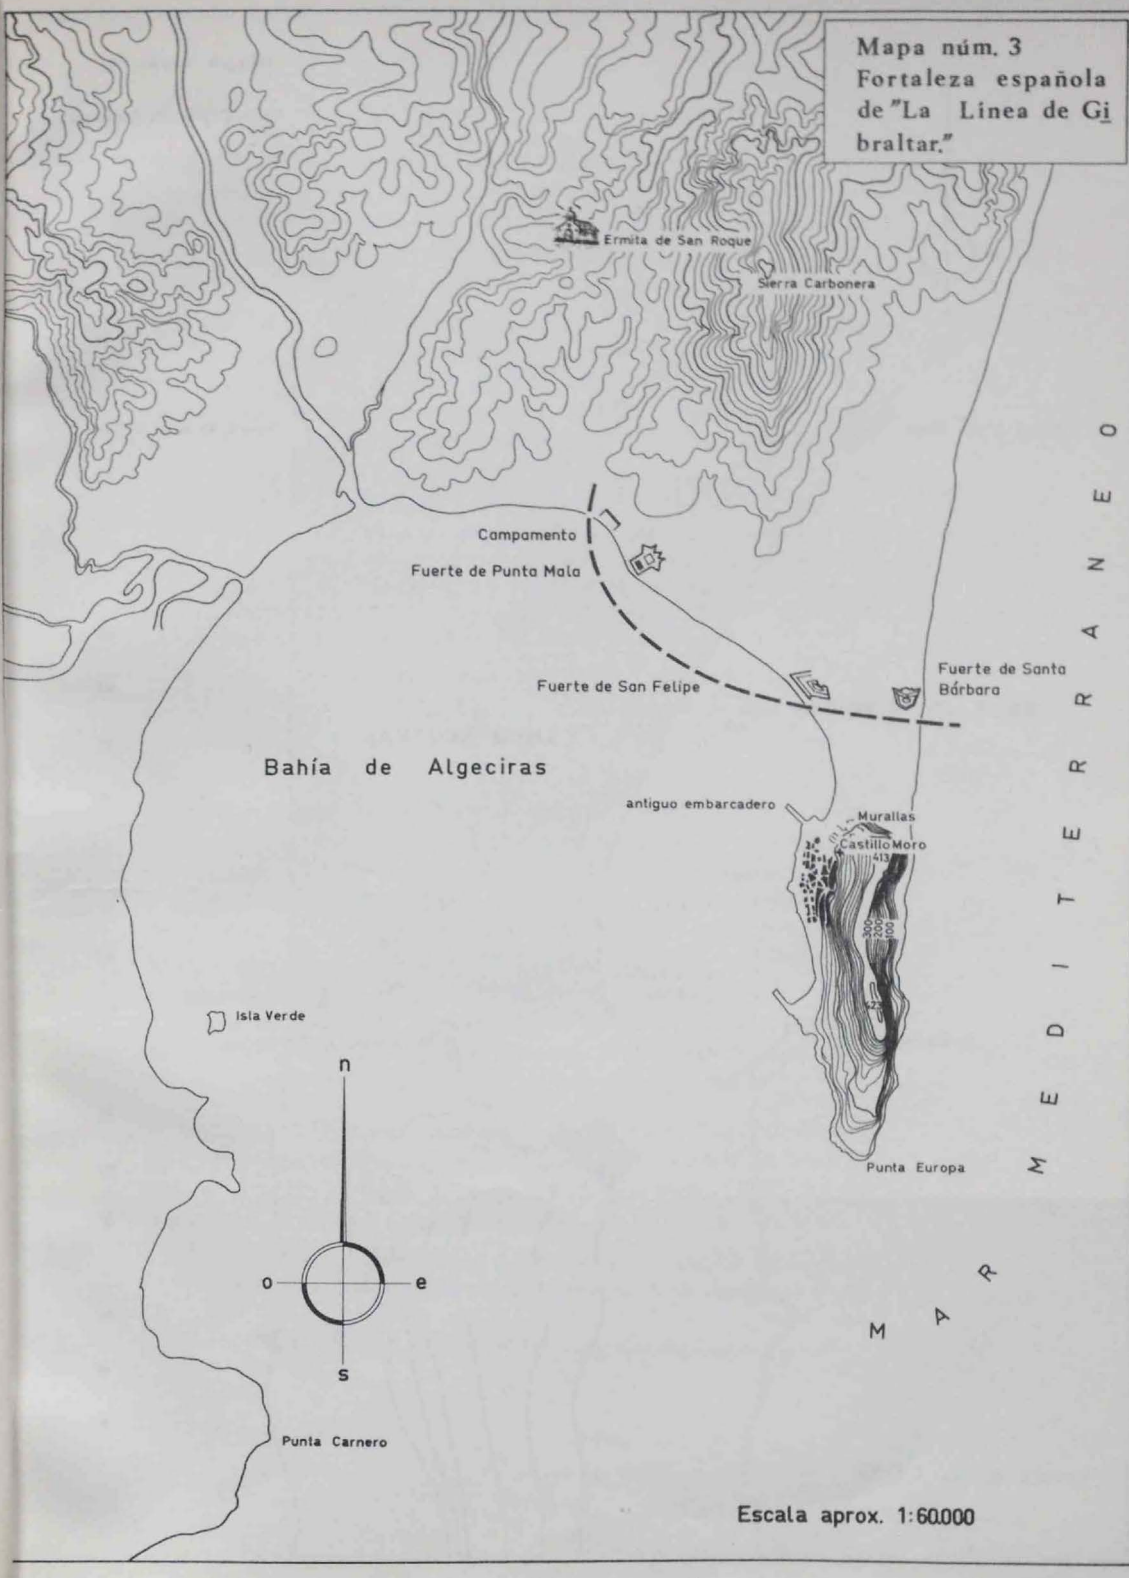 Mapa núm. 3
Fortaleza española
de "La Línea de Gi
braltar."
Ermita de San Roque
Sierra Carbonera
Campamento
Fuerte de Punta Mala
Fuerte de San Felipe
Fuerte de Santa
Bárbara
Bahía de Algeciras
antiguo embarcadero
Murallas
Castillo Moro
413
300
200
100
423
Isla Verde
n
o
e
s
Punta Europa
MAR MEDITERRANEO
Punta Carnero
Escala aprox. 1:60.000